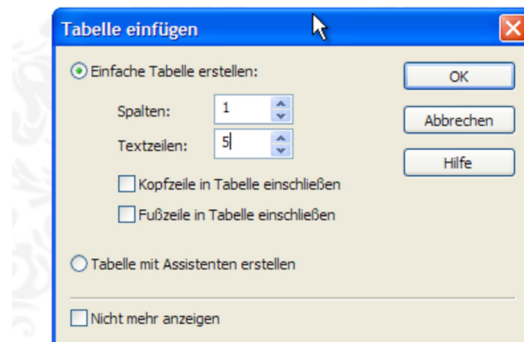 Tabelle einfügen
Einfache Tabelle erstellen:
OK
Spalten: 1
Abbrechen
Textzeilen: 5
Hilfe
Kopfzeile in Tabelle einschließen
Fußzeile in Tabelle einschließen
Tabelle mit Assistenten erstellen
Nicht mehr anzeigen